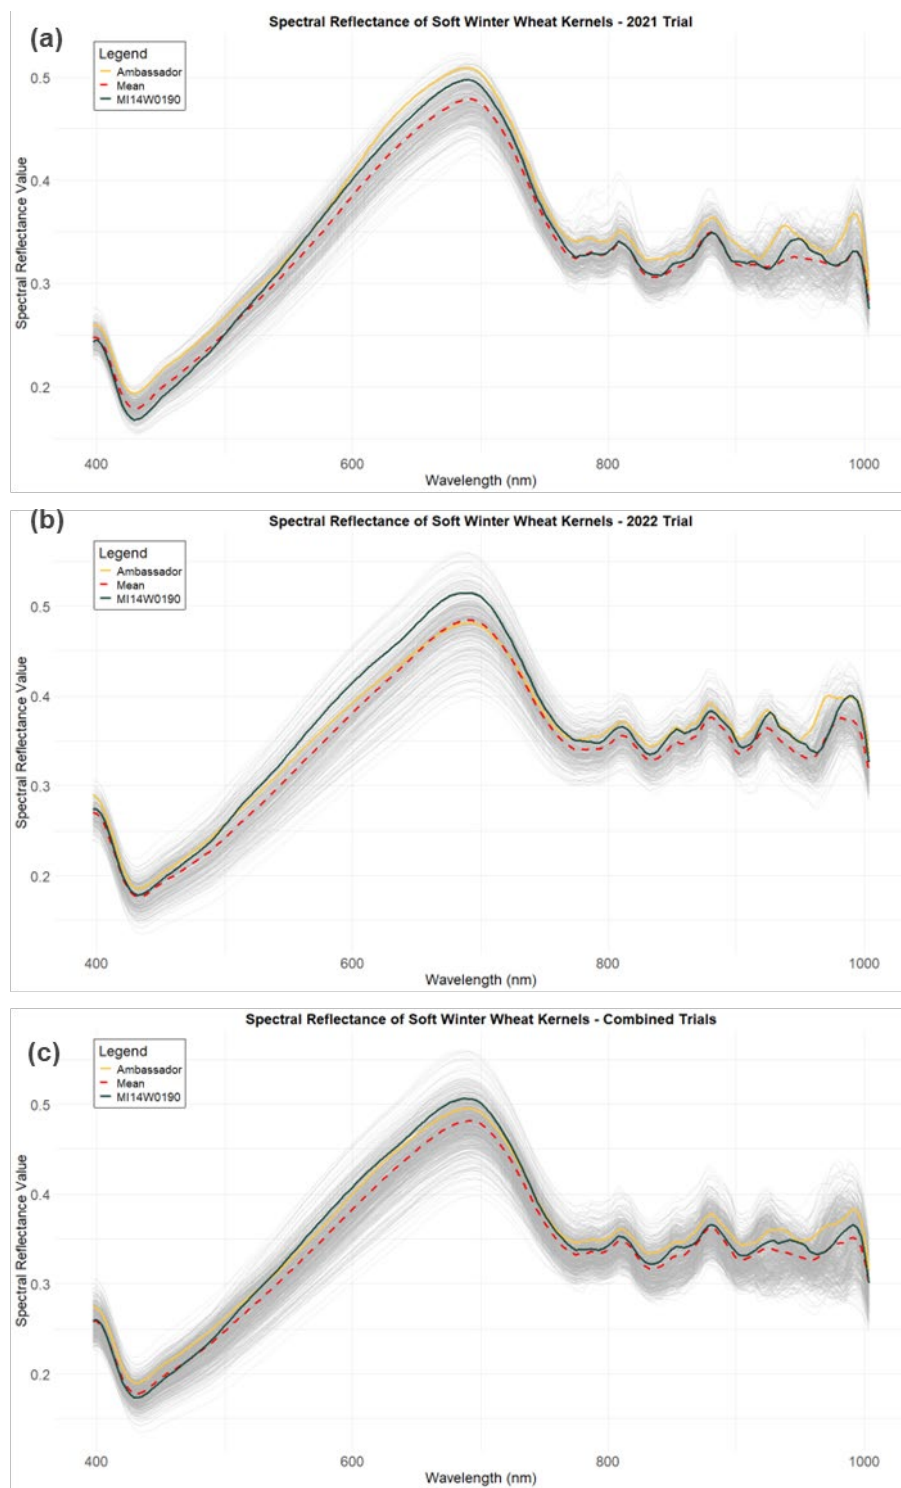 (a)
Spectral Reflectance of Soft Winter Wheat Kernels - 2021 Trial
Legend
Ambassador
Mean
MI14W0190
Spectral Reflectance Value
0.5
0.4
0.3
0.2
400 600 800 1000
Wavelength (nm)
(b)
Spectral Reflectance of Soft Winter Wheat Kernels - 2022 Trial
Legend
Ambassador
Mean
MI14W0190
Spectral Reflectance Value
0.5
0.4
0.3
0.2
400 600 800 1000
Wavelength (nm)
Spectral Reflectance of Soft Winter Wheat Kernels - Combined Trials
(c)
Legend
Ambassador
Mean
MI14W0190
Spectral Reflectance Value
0.5
0.4
0.3
0.2
400 600 800 1000
Wavelength (nm)